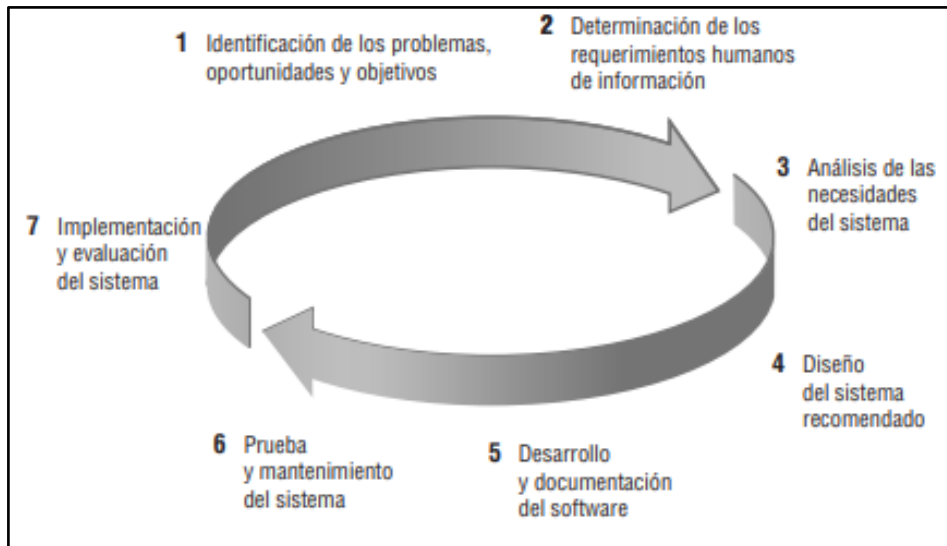 1 Identificación de los problemas,
oportunidades y objetivos
2 Determinación de los
requerimientos humanos
de información
3 Análisis de las
necesidades
del sistema
4 Diseño
del sistema
recomendado
5 Desarrollo
y documentación
del software
6 Prueba
y mantenimiento
del sistema
7 Implementación
y evaluación
del sistema